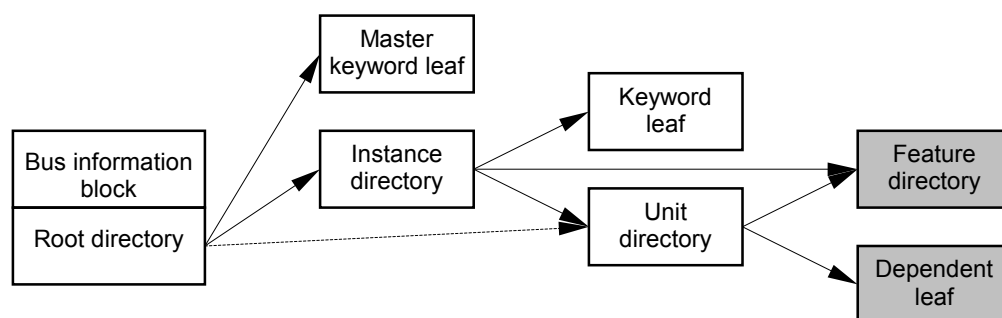 Master
keyword leaf
Keyword
leaf
Bus information
block
Instance
directory
Feature
directory
Root directory
Unit
directory
Dependent
leaf